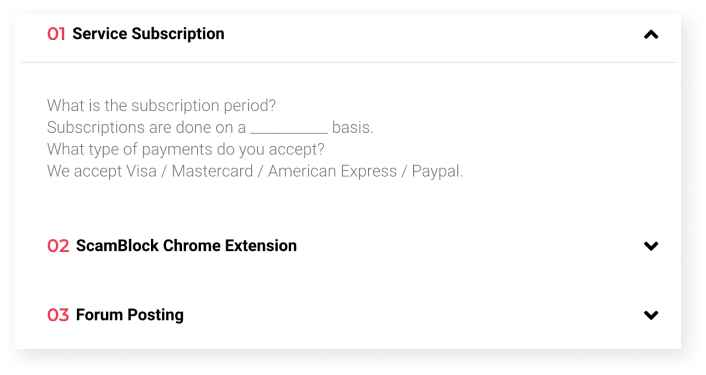 01 Service Subscription
What is the subscription period?
Subscriptions are done on a __________ basis.
What type of payments do you accept?
We accept Visa / Mastercard / American Express / Paypal.
02 ScamBlock Chrome Extension
03 Forum Posting